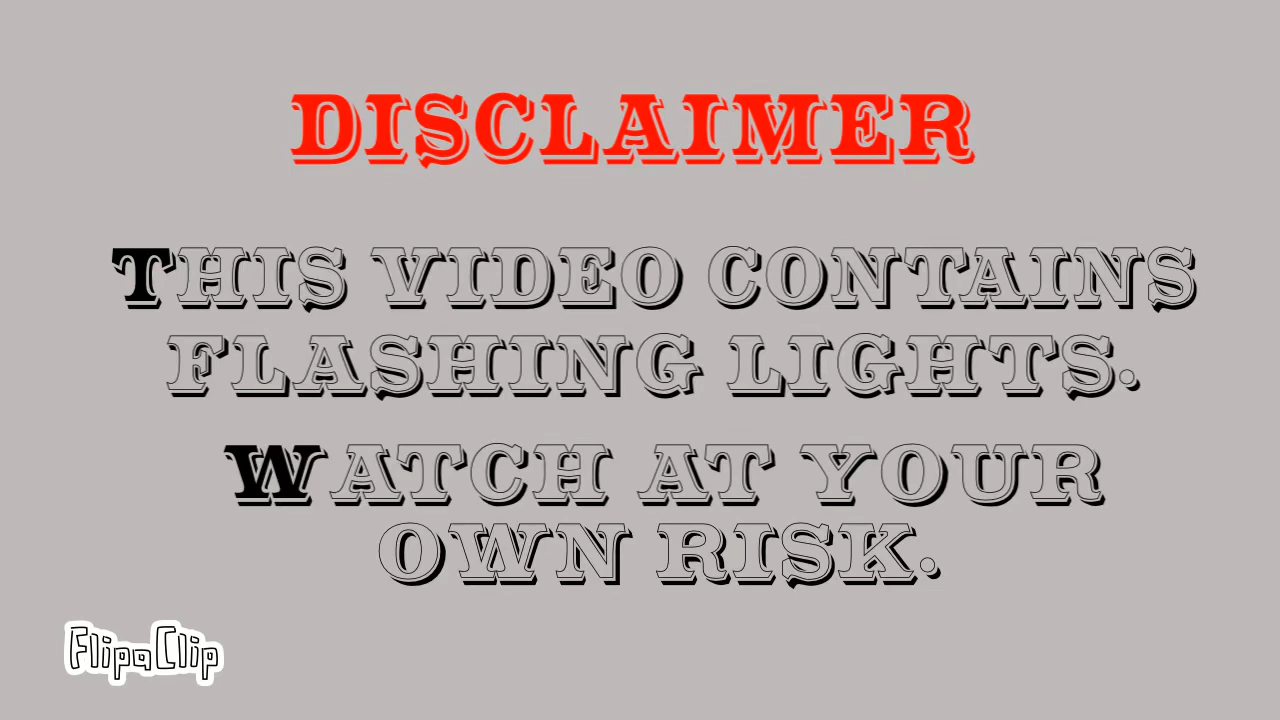 DISCLAIMER
THIS VIDEO CONTAINS
FLASHING LIGHTS.
WATCH AT YOUR
OWN RISK.
FlipaClip